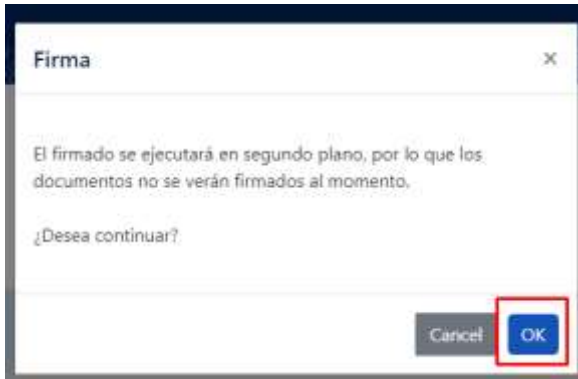 Firma
×
El firmado se ejecutará en segundo plano, por lo que los
documentos no se verán firmados al momento.
¿Desea continuar?
Cancel OK